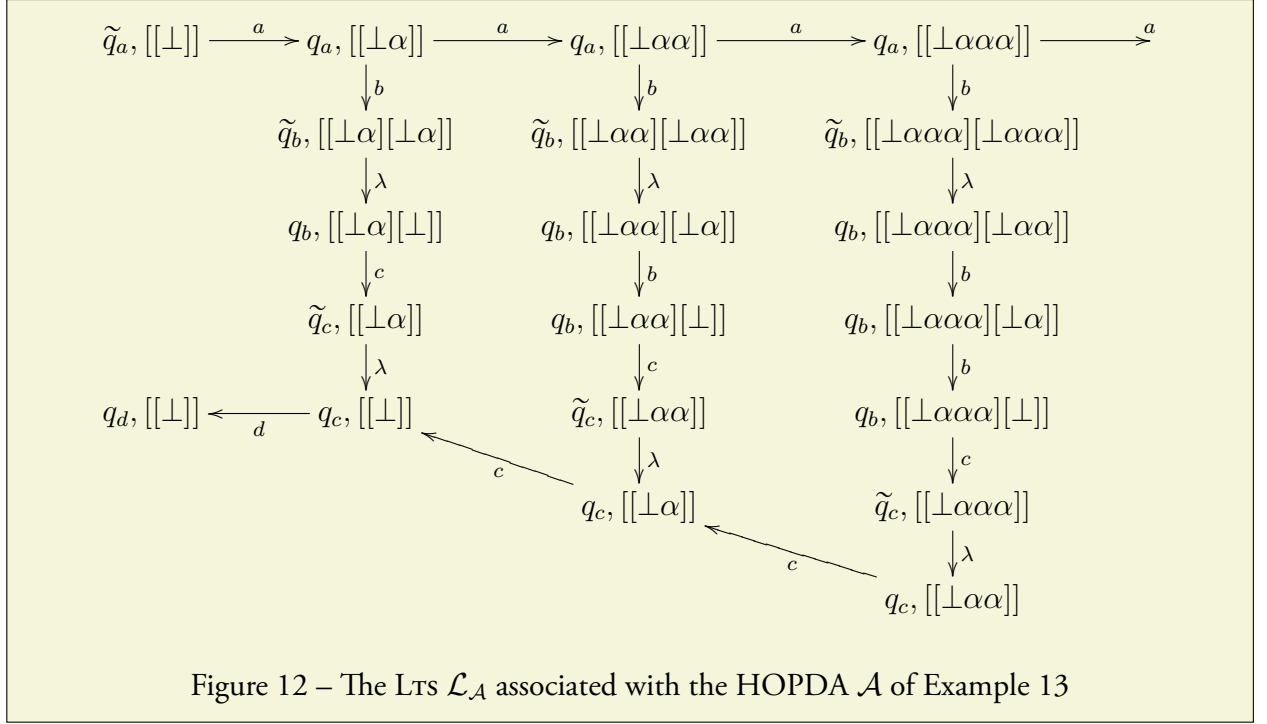 q̃_a, [[⊥]] a q_a, [[⊥α]] a q_a, [[⊥αα]] a q_a, [[⊥ααα]] a
b b b
q̃_b, [[⊥α][⊥α]] q̃_b, [[⊥αα][⊥αα]] q̃_b, [[⊥ααα][⊥ααα]]
λ λ λ
q_b, [[⊥α][⊥]] q_b, [[⊥αα][⊥α]] q_b, [[⊥ααα][⊥αα]]
c b b
q̃_c, [[⊥α]] q_b, [[⊥αα][⊥]] q_b, [[⊥ααα][⊥α]]
λ c b
q_d, [[⊥]] d q_c, [[⊥]] q̃_c, [[⊥αα]] q_b, [[⊥ααα][⊥]]
c λ c
q_c, [[⊥α]] q̃_c, [[⊥ααα]]
c λ
q_c, [[⊥αα]]
Figure 12 – The LTS ℒ_𝒜 associated with the HOPDA 𝒜 of Example 13